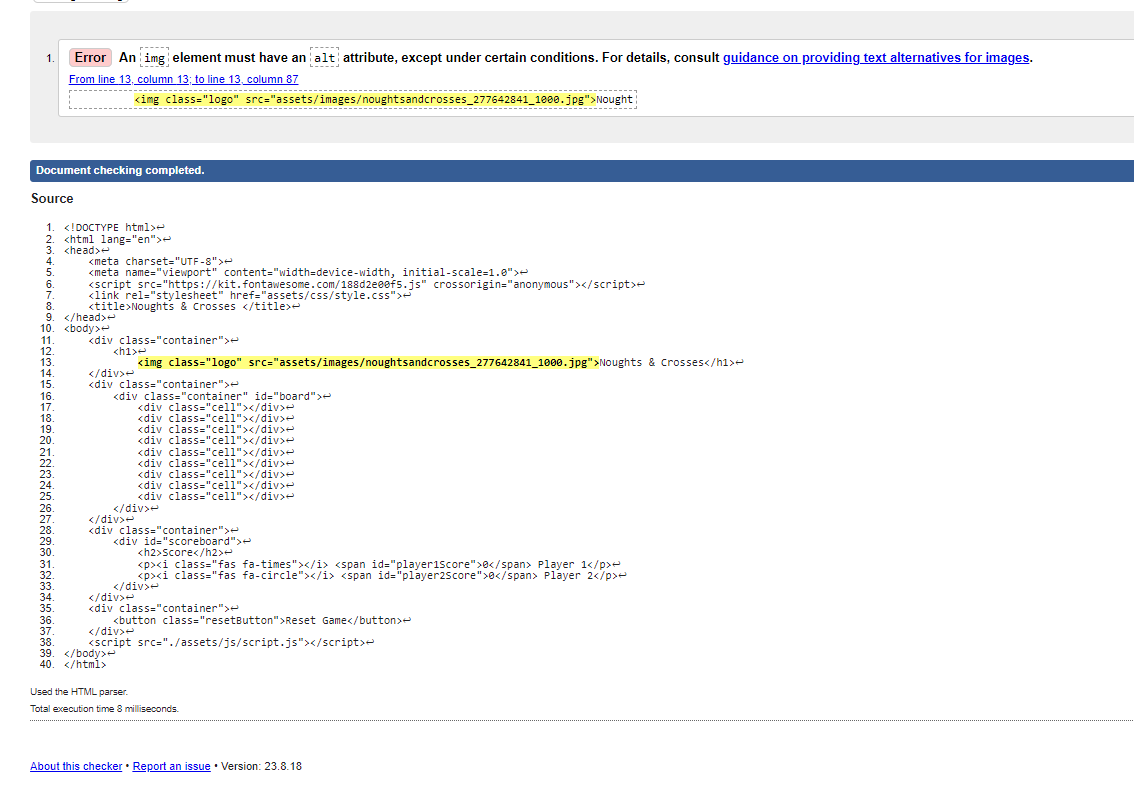 1. Error An img element must have an alt attribute, except under certain conditions. For details, consult guidance on providing text alternatives for images.
From line 13, column 13; to line 13, column 87
<img class="logo" src="assets/images/noughtsandcrosses_277642841_1000.jpg">Nought
Document checking completed.
Source
1. <!DOCTYPE html>↩
2. <html lang="en">↩
3. <head>↩
4. <meta charset="UTF-8">↩
5. <meta name="viewport" content="width=device-width, initial-scale=1.0">↩
6. <script src="https://kit.fontawesome.com/188d2e00f5.js" crossorigin="anonymous"></script>↩
7. <link rel="stylesheet" href="assets/css/style.css">↩
8. <title>Noughts & Crosses </title>↩
9. </head>↩
10. <body>↩
11. <div class="container">↩
12. <h1>↩
13. <img class="logo" src="assets/images/noughtsandcrosses_277642841_1000.jpg">Noughts & Crosses</h1>↩
14. </div>↩
15. <div class="container">↩
16. <div class="container" id="board">↩
17. <div class="cell"></div>↩
18. <div class="cell"></div>↩
19. <div class="cell"></div>↩
20. <div class="cell"></div>↩
21. <div class="cell"></div>↩
22. <div class="cell"></div>↩
23. <div class="cell"></div>↩
24. <div class="cell"></div>↩
25. <div class="cell"></div>↩
26. </div>↩
27. </div>↩
28. <div class="container">↩
29. <div id="scoreboard">↩
30. <h2>Score</h2>↩
31. <p><i class="fas fa-times"></i> <span id="player1Score">0</span> Player 1</p>↩
32. <p><i class="fas fa-circle"></i> <span id="player2Score">0</span> Player 2</p>↩
33. </div>↩
34. </div>↩
35. <div class="container">↩
36. <button class="resetButton">Reset Game</button>↩
37. </div>↩
38. <script src="./assets/js/script.js"></script>↩
39. </body>↩
40. </html>
Used the HTML parser.
Total execution time 8 milliseconds.
About this checker • Report an issue • Version: 23.8.18